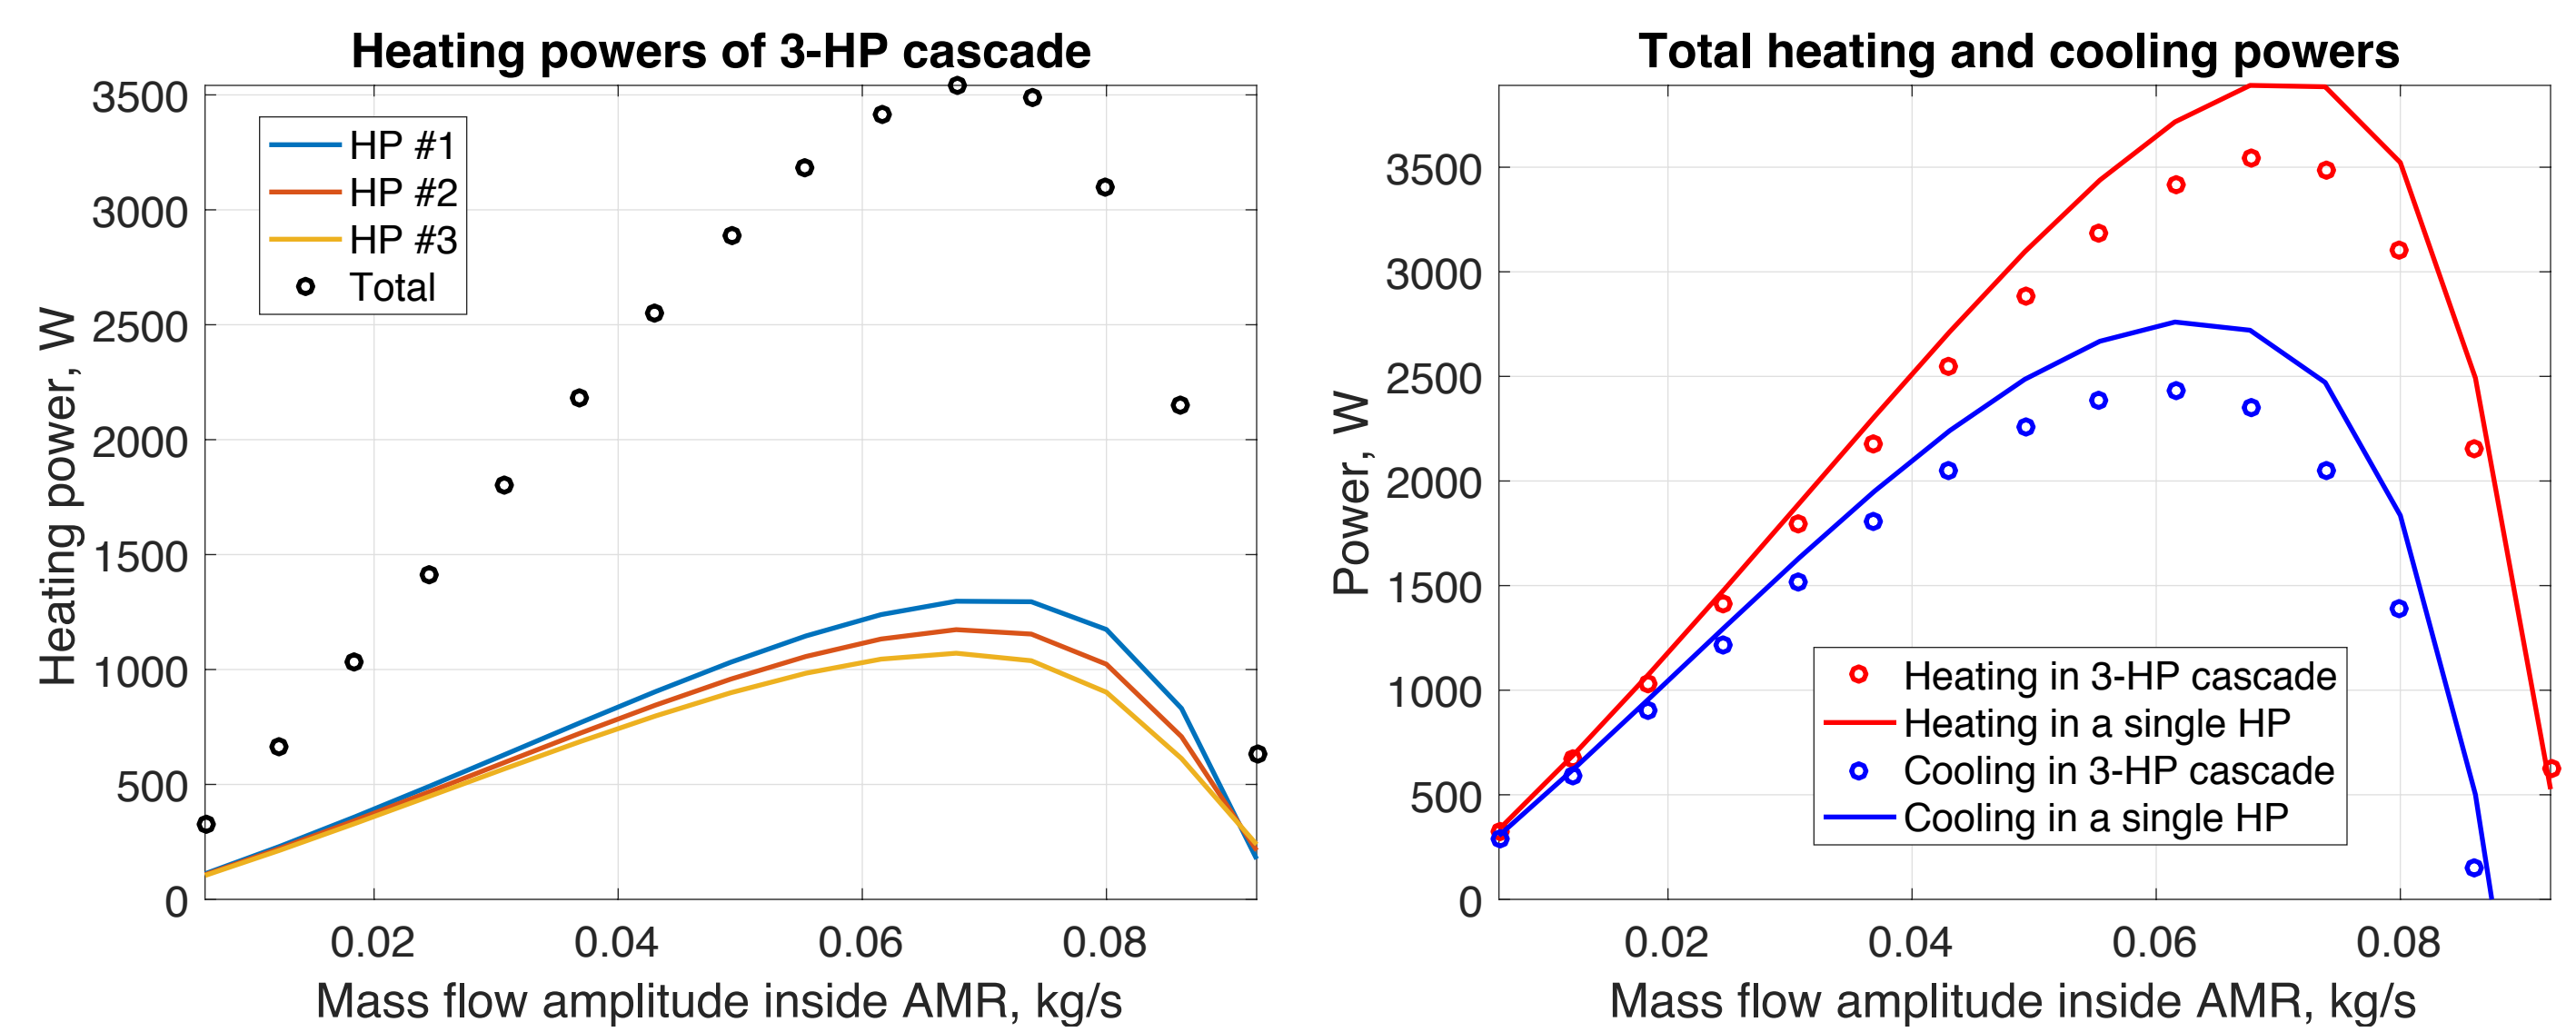 Heating powers of 3-HP cascade
3500
3000
2500
2000
1500
1000
500
0
Heating power, W
HP #1
HP #2
HP #3
Total
0.02 0.04 0.06 0.08
Mass flow amplitude inside AMR, kg/s
Total heating and cooling powers
3500
3000
2500
2000
1500
1000
500
0
Power, W
Heating in 3-HP cascade
Heating in a single HP
Cooling in 3-HP cascade
Cooling in a single HP
0.02 0.04 0.06 0.08
Mass flow amplitude inside AMR, kg/s